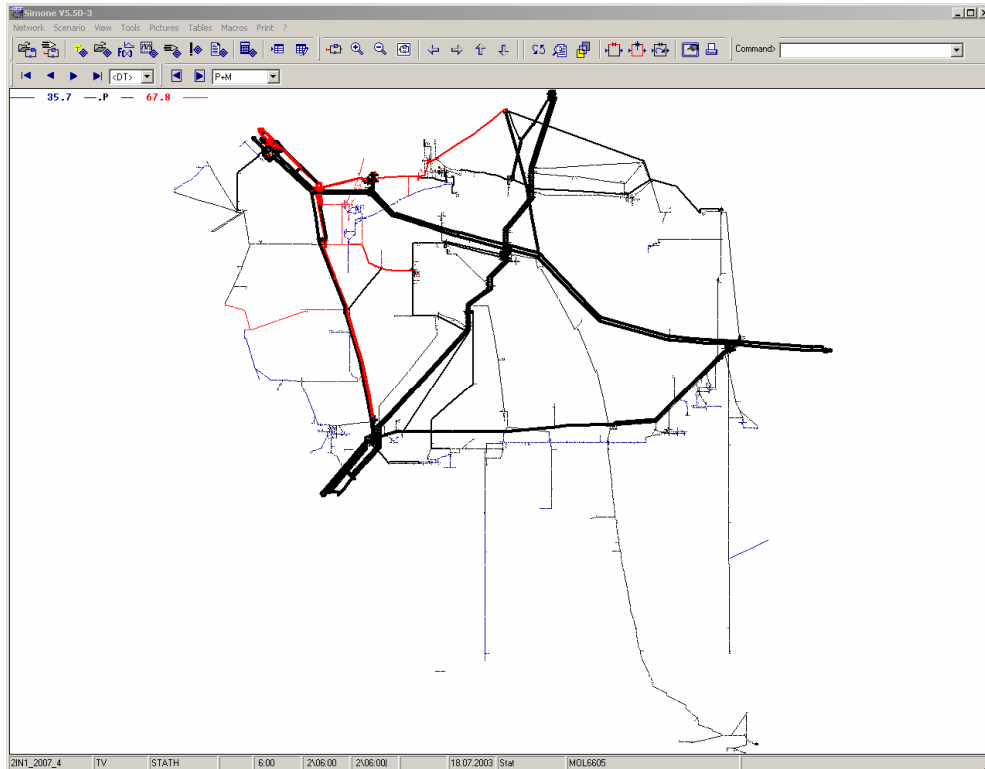 Simone V5.50-3
Network Scenario View Tools Pictures Tables Macros Print ?
f(x) Command>
<DT> P+M
35.7 .P 67.8
2IN1_2007_4 TV STATH 6:00 2\06:00 2\06:00| 18.07.2003 Stat MOL6605